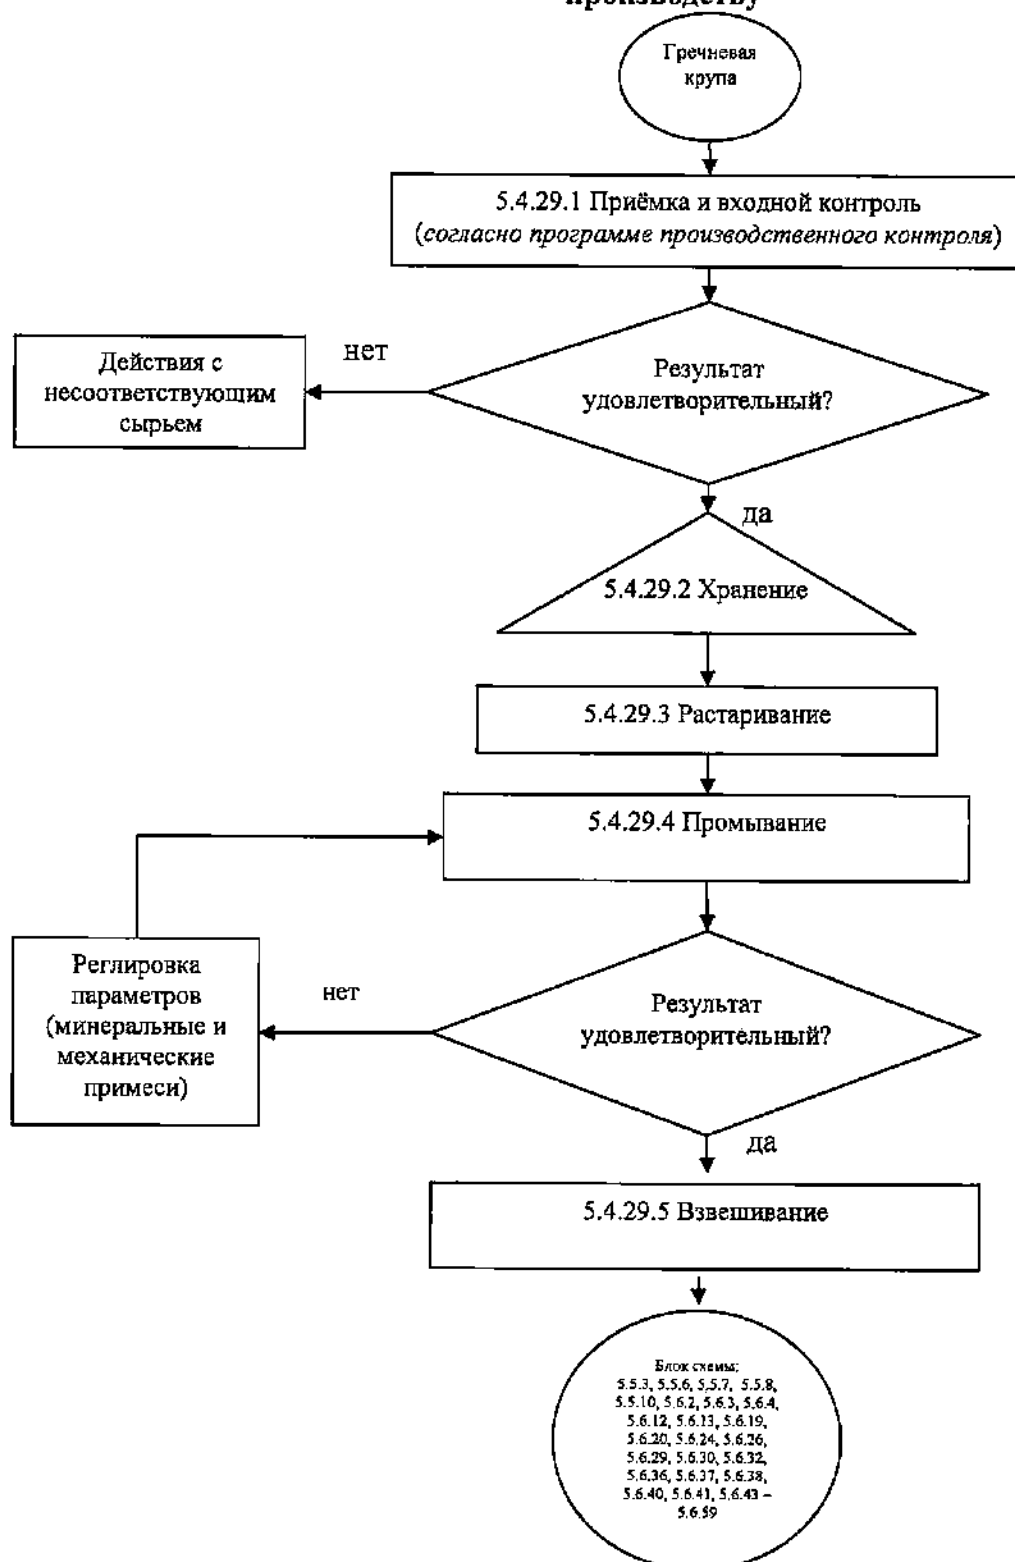 производству
Гречневая
крупа
5.4.29.1 Приёмка и входной контроль
(согласно программе производственного контроля)
Результат
удовлетворительный?
нет
Действия с
несоответствующим
сырьем
да
5.4.29.2 Хранение
5.4.29.3 Растаривание
5.4.29.4 Промывание
Результат
удовлетворительный?
нет
Реглировка
параметров
(минеральные и
механические
примеси)
да
5.4.29.5 Взвешивание
Блок схемы:
5.5.3, 5.5.6, 5.5.7, 5.5.8,
5.5.10, 5.6.2, 5.6.3, 5.6.4,
5.6.12, 5.6.13, 5.6.19,
5.6.20, 5.6.24, 5.6.26,
5.6.29, 5.6.30, 5.6.32,
5.6.36, 5.6.37, 5.6.38,
5.6.40, 5.6.41, 5.6.43 –
5.6.59